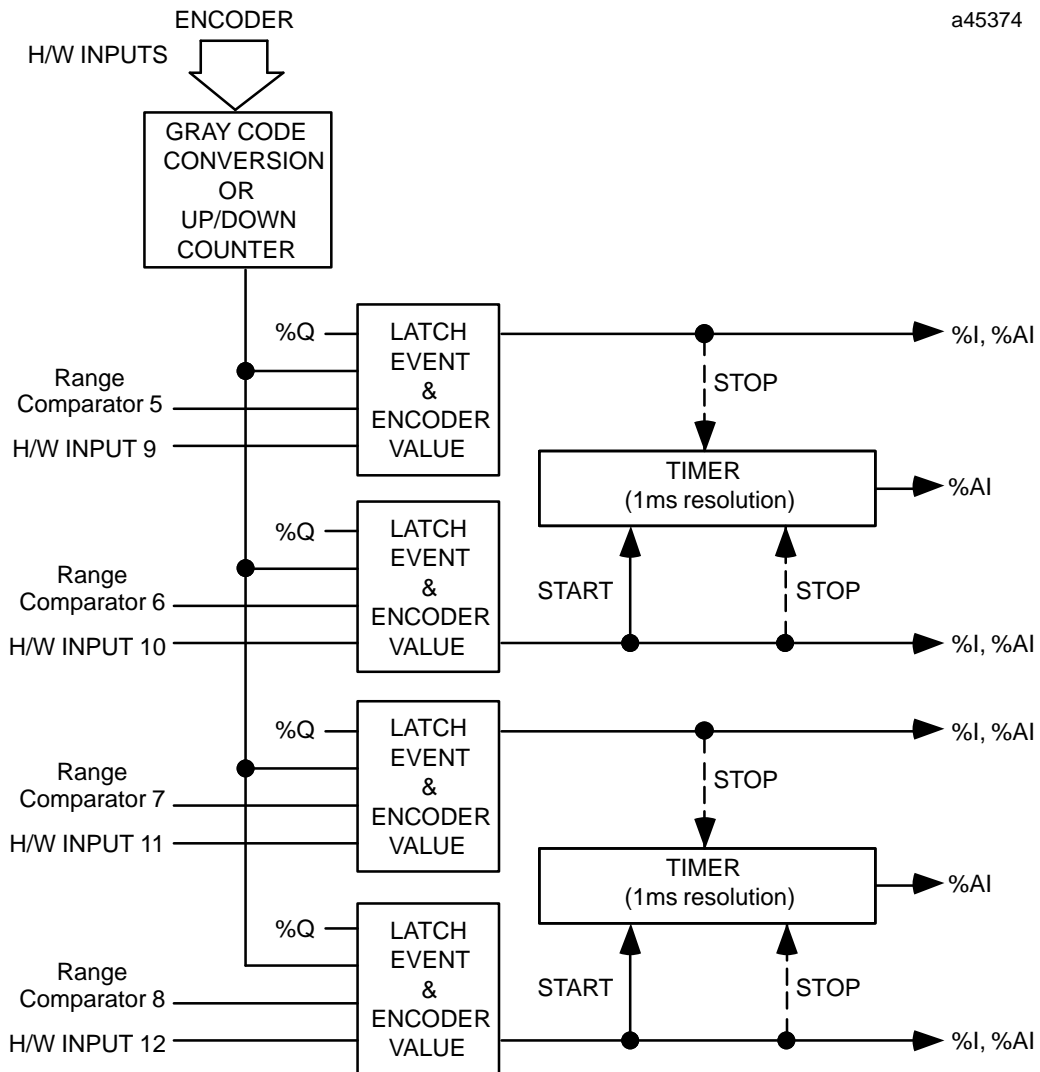 ENCODER
a45374
H/W INPUTS
GRAY CODE
CONVERSION
OR
UP/DOWN
COUNTER
%Q
LATCH
EVENT
&
ENCODER
VALUE
Range
Comparator 5
H/W INPUT 9
%I, %AI
STOP
TIMER
(1ms resolution)
%AI
%Q
LATCH
EVENT
&
ENCODER
VALUE
Range
Comparator 6
H/W INPUT 10
START
STOP
%I, %AI
%Q
LATCH
EVENT
&
ENCODER
VALUE
Range
Comparator 7
H/W INPUT 11
%I, %AI
STOP
TIMER
(1ms resolution)
%AI
%Q
LATCH
EVENT
&
ENCODER
VALUE
Range
Comparator 8
H/W INPUT 12
START
STOP
%I, %AI